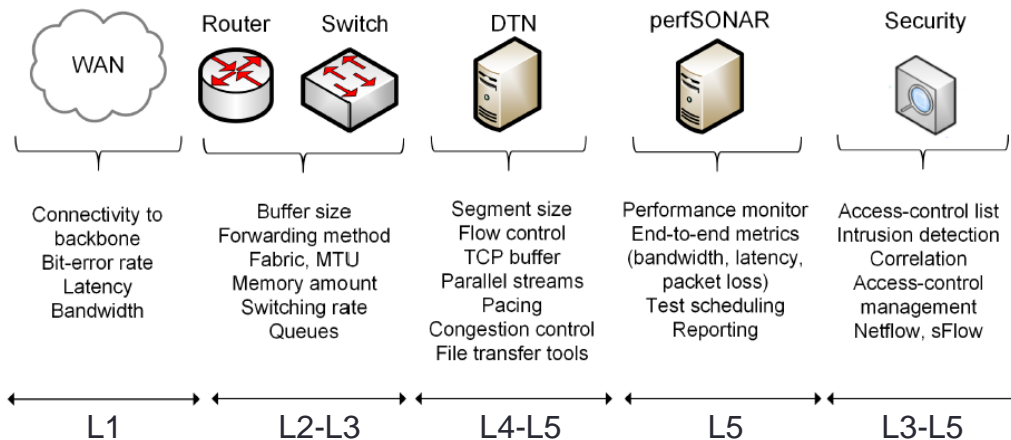 WAN
Router
Switch
DTN
perfSONAR
Security
Connectivity to
backbone
Bit-error rate
Latency
Bandwidth
Buffer size
Forwarding method
Fabric, MTU
Memory amount
Switching rate
Queues
Segment size
Flow control
TCP buffer
Parallel streams
Pacing
Congestion control
File transfer tools
Performance monitor
End-to-end metrics
(bandwidth, latency,
packet loss)
Test scheduling
Reporting
Access-control list
Intrusion detection
Correlation
Access-control
management
Netflow, sFlow
L1
L2-L3
L4-L5
L5
L3-L5